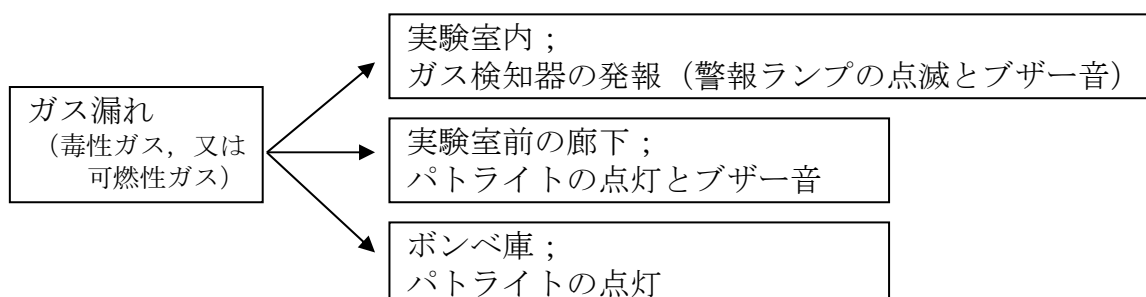 ガス漏れ
（毒性ガス，又は
可燃性ガス）
実験室内；
ガス検知器の発報（警報ランプの点滅とブザー音）
実験室前の廊下；
パトライトの点灯とブザー音
ボンベ庫；
パトライトの点灯